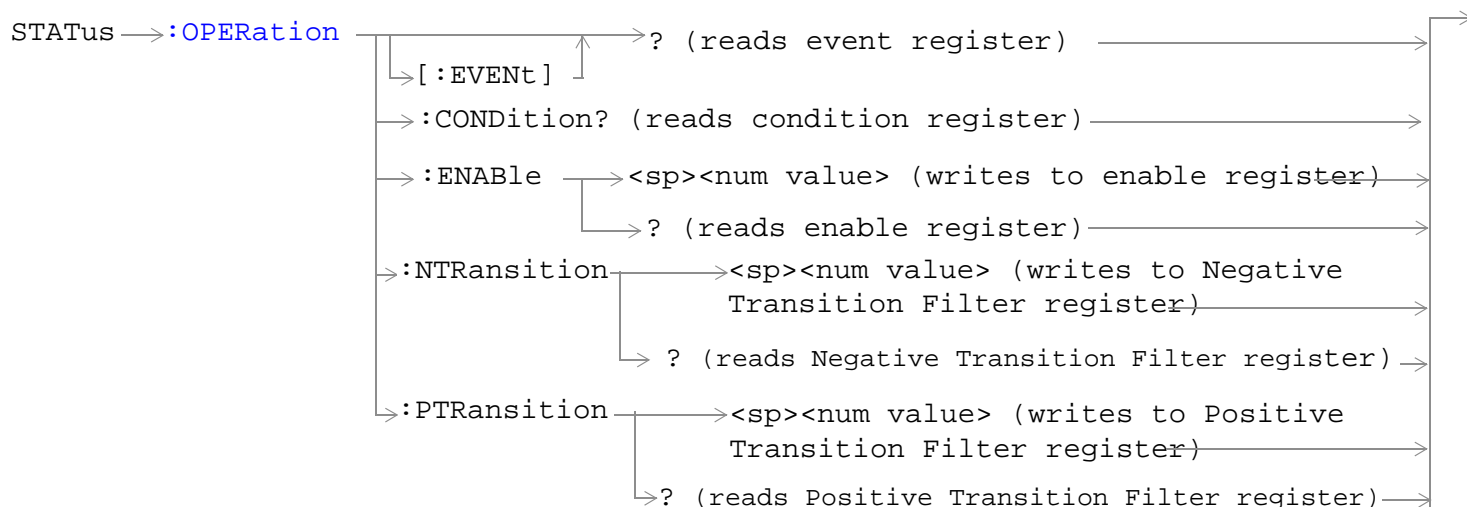 STATus :OPERation ? (reads event register)
[:EVENt]
:CONDition? (reads condition register)
:ENABle <sp><num value> (writes to enable register)
? (reads enable register)
:NTRansition <sp><num value> (writes to Negative
Transition Filter register)
? (reads Negative Transition Filter register)
:PTRansition <sp><num value> (writes to Positive
Transition Filter register)
? (reads Positive Transition Filter register)